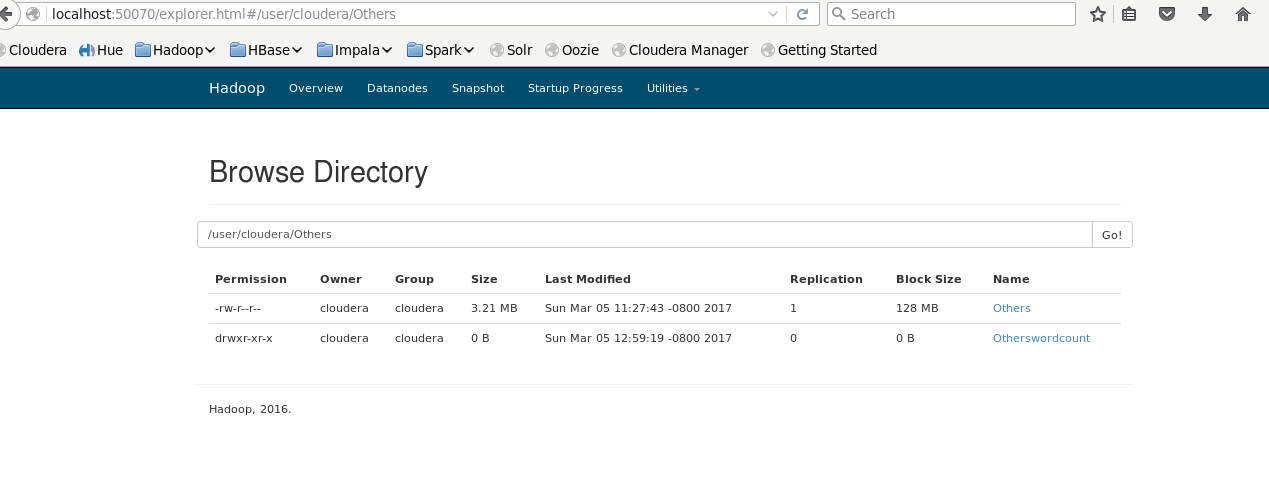 localhost:50070/explorer.html#/user/cloudera/Others Search
Cloudera Hue Hadoop HBase Impala Spark Solr Oozie Cloudera Manager Getting Started
Hadoop Overview Datanodes Snapshot Startup Progress Utilities
Browse Directory
/user/cloudera/Others Go!
Permission Owner Group Size Last Modified Replication Block Size Name
-rw-r--r-- cloudera cloudera 3.21 MB Sun Mar 05 11:27:43 -0800 2017 1 128 MB Others
drwxr-xr-x cloudera cloudera 0 B Sun Mar 05 12:59:19 -0800 2017 0 0 B Otherswordcount
Hadoop, 2016.